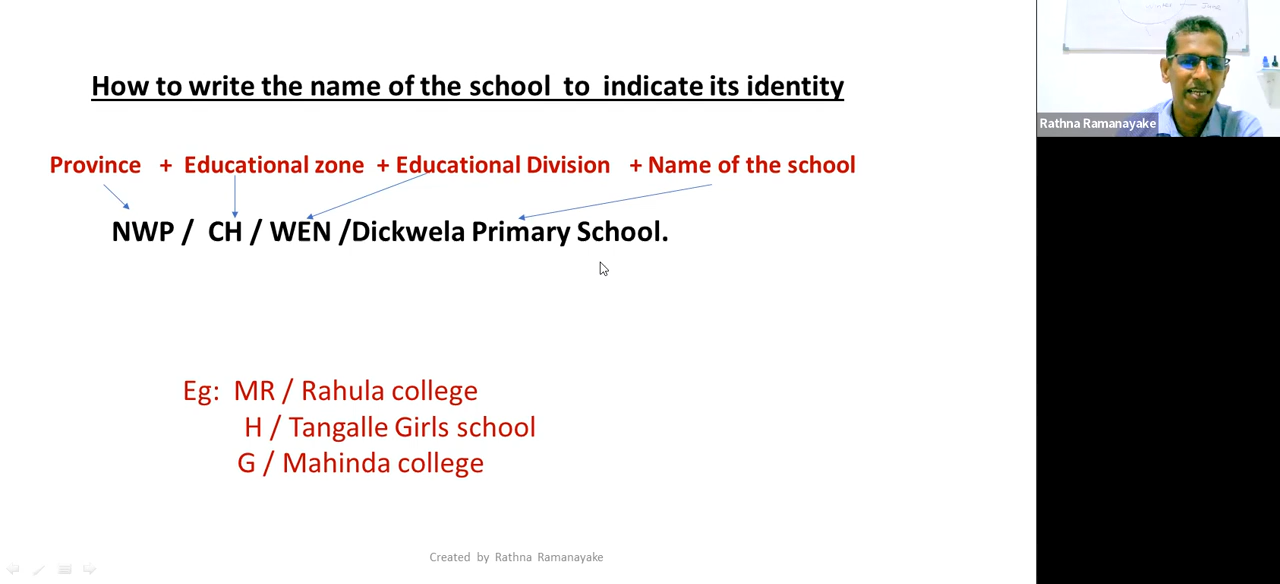 How to write the name of the school to indicate its identity
Province + Educational zone + Educational Division + Name of the school
NWP / CH / WEN /Dickwela Primary School.
Eg: MR / Rahula college
H / Tangalle Girls school
G / Mahinda college
Created by Rathna Ramanayake
Rathna Ramanayake